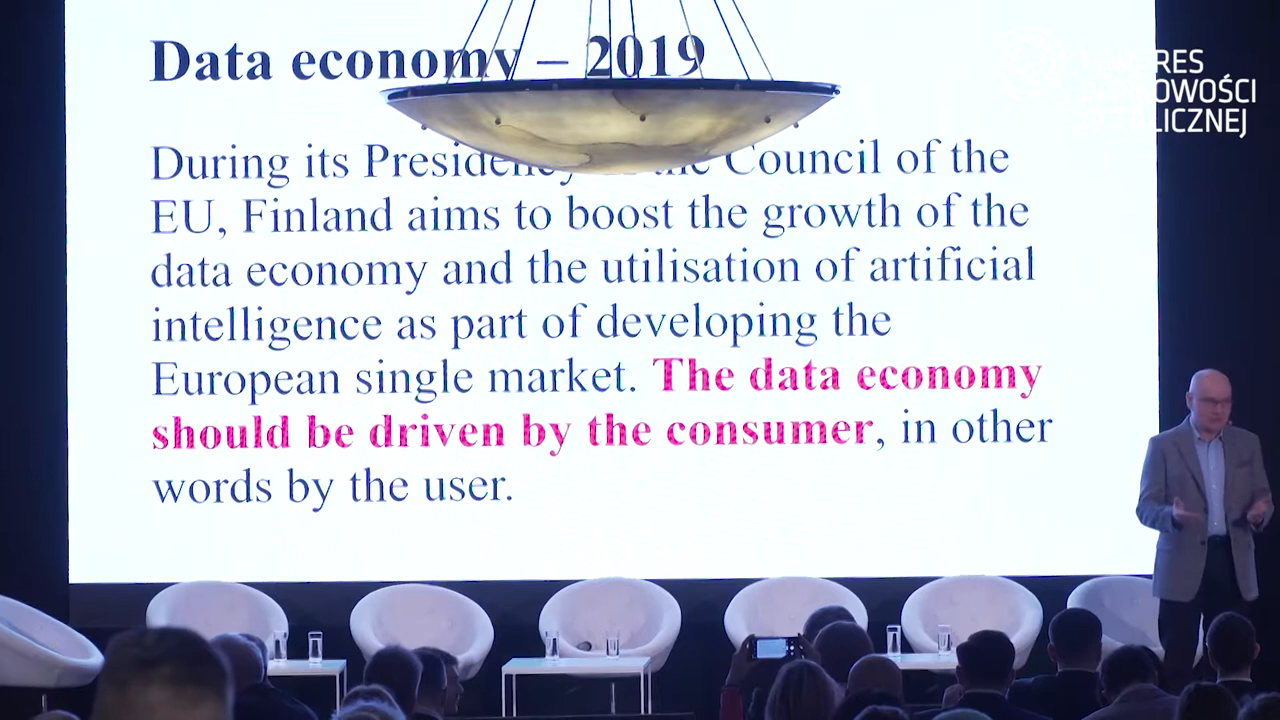 Data economy – 2019
During its Presidency the Council of the
EU, Finland aims to boost the growth of the
data economy and the utilisation of artificial
intelligence as part of developing the
European single market. The data economy
should be driven by the consumer, in other
words by the user.